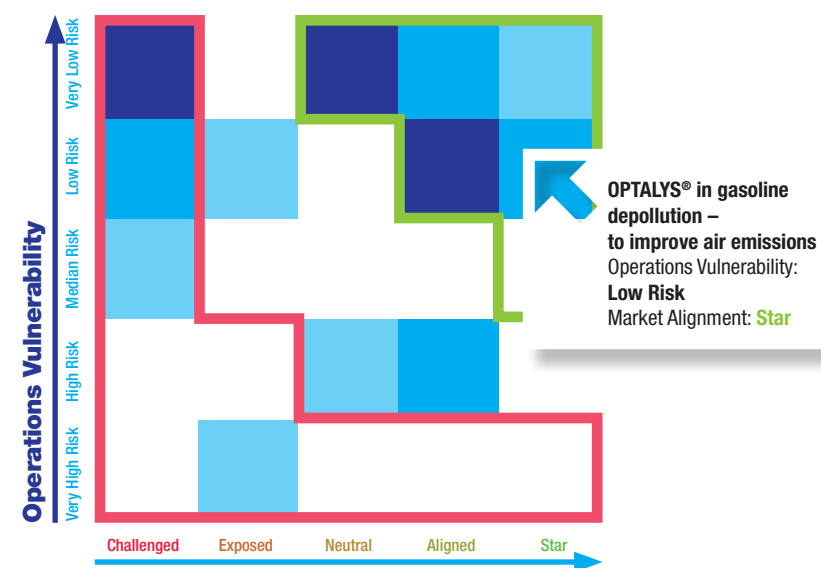 Operations Vulnerability
Very Low Risk
Low Risk
Median Risk
High Risk
Very High Risk
OPTALYS® in gasoline
depollution –
to improve air emissions
Operations Vulnerability:
Low Risk
Market Alignment: Star
Challenged Exposed Neutral Aligned Star